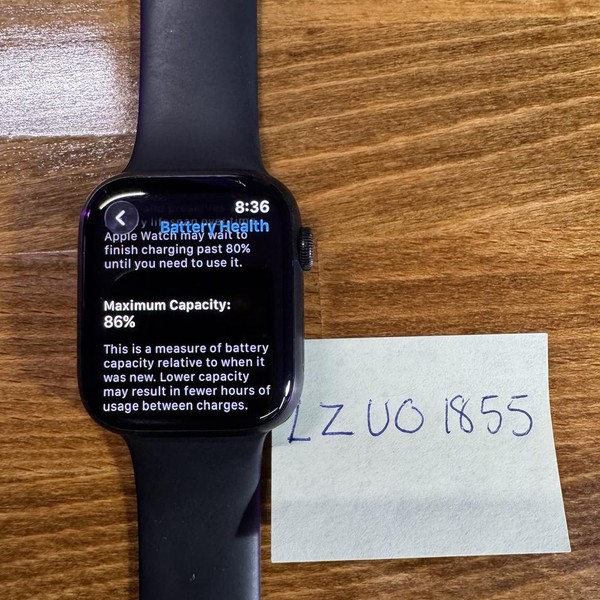 8:36
Battery Health
Apple Watch may wait to
finish charging past 80%
until you need to use it.
Maximum Capacity:
86%
This is a measure of battery
capacity relative to when it
was new. Lower capacity
may result in fewer hours of
usage between charges.
LZUO1855